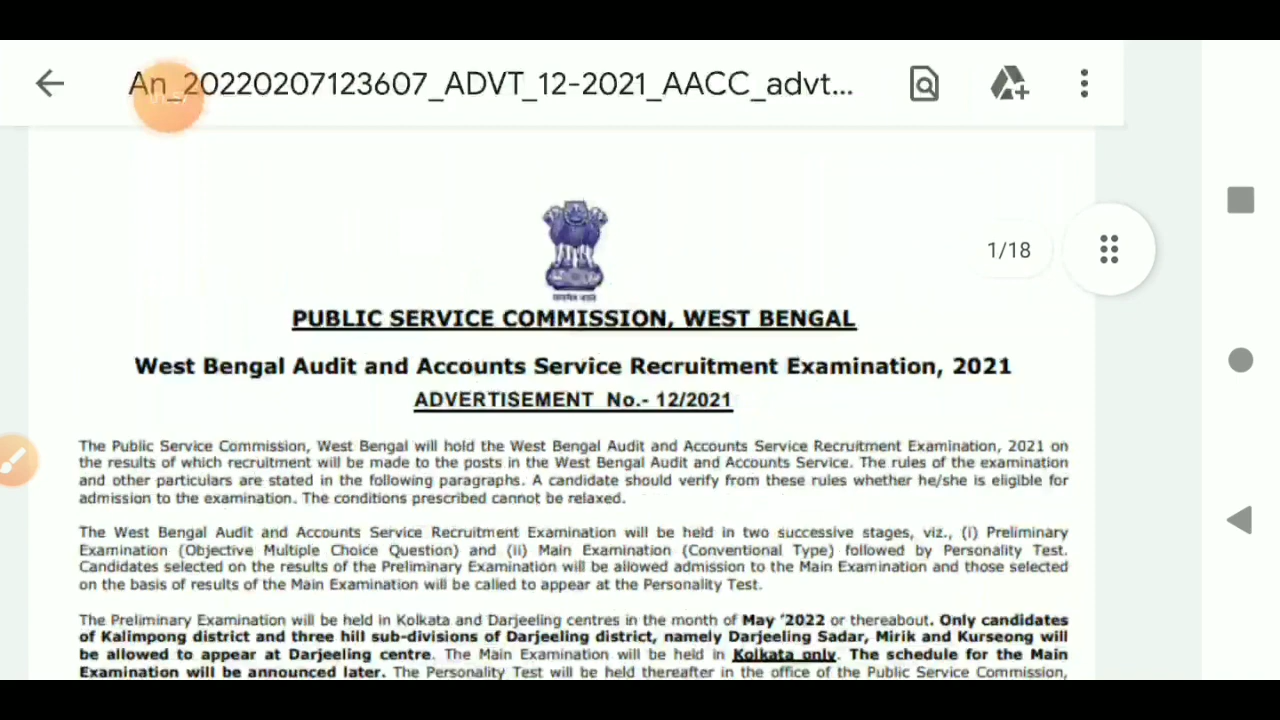 An_20220207123607_ADVT_12-2021_AACC_advt...
1/18
PUBLIC SERVICE COMMISSION, WEST BENGAL
West Bengal Audit and Accounts Service Recruitment Examination, 2021
ADVERTISEMENT No.- 12/2021
The Public Service Commission, West Bengal will hold the West Bengal Audit and Accounts Service Recruitment Examination, 2021 on
the results of which recruitment will be made to the posts in the West Bengal Audit and Accounts Service. The rules of the examination
and other particulars are stated in the following paragraphs. A candidate should verify from these rules whether he/she is eligible for
admission to the examination. The conditions prescribed cannot be relaxed.
The West Bengal Audit and Accounts Service Recruitment Examination will be held in two successive stages, viz., (i) Preliminary
Examination (Objective Multiple Choice Question) and (ii) Main Examination (Conventional Type) followed by Personality Test.
Candidates selected on the results of the Preliminary Examination will be allowed admission to the Main Examination and those selected
on the basis of results of the Main Examination will be called to appear at the Personality Test.
The Preliminary Examination will be held in Kolkata and Darjeeling centres in the month of May '2022 or thereabout. Only candidates
of Kalimpong district and three hill sub-divisions of Darjeeling district, namely Darjeeling Sadar, Mirik and Kurseong will
be allowed to appear at Darjeeling centre. The Main Examination will be held in Kolkata only. The schedule for the Main
Examination will be announced later. The Personality Test will be held thereafter in the office of the Public Service Commission,